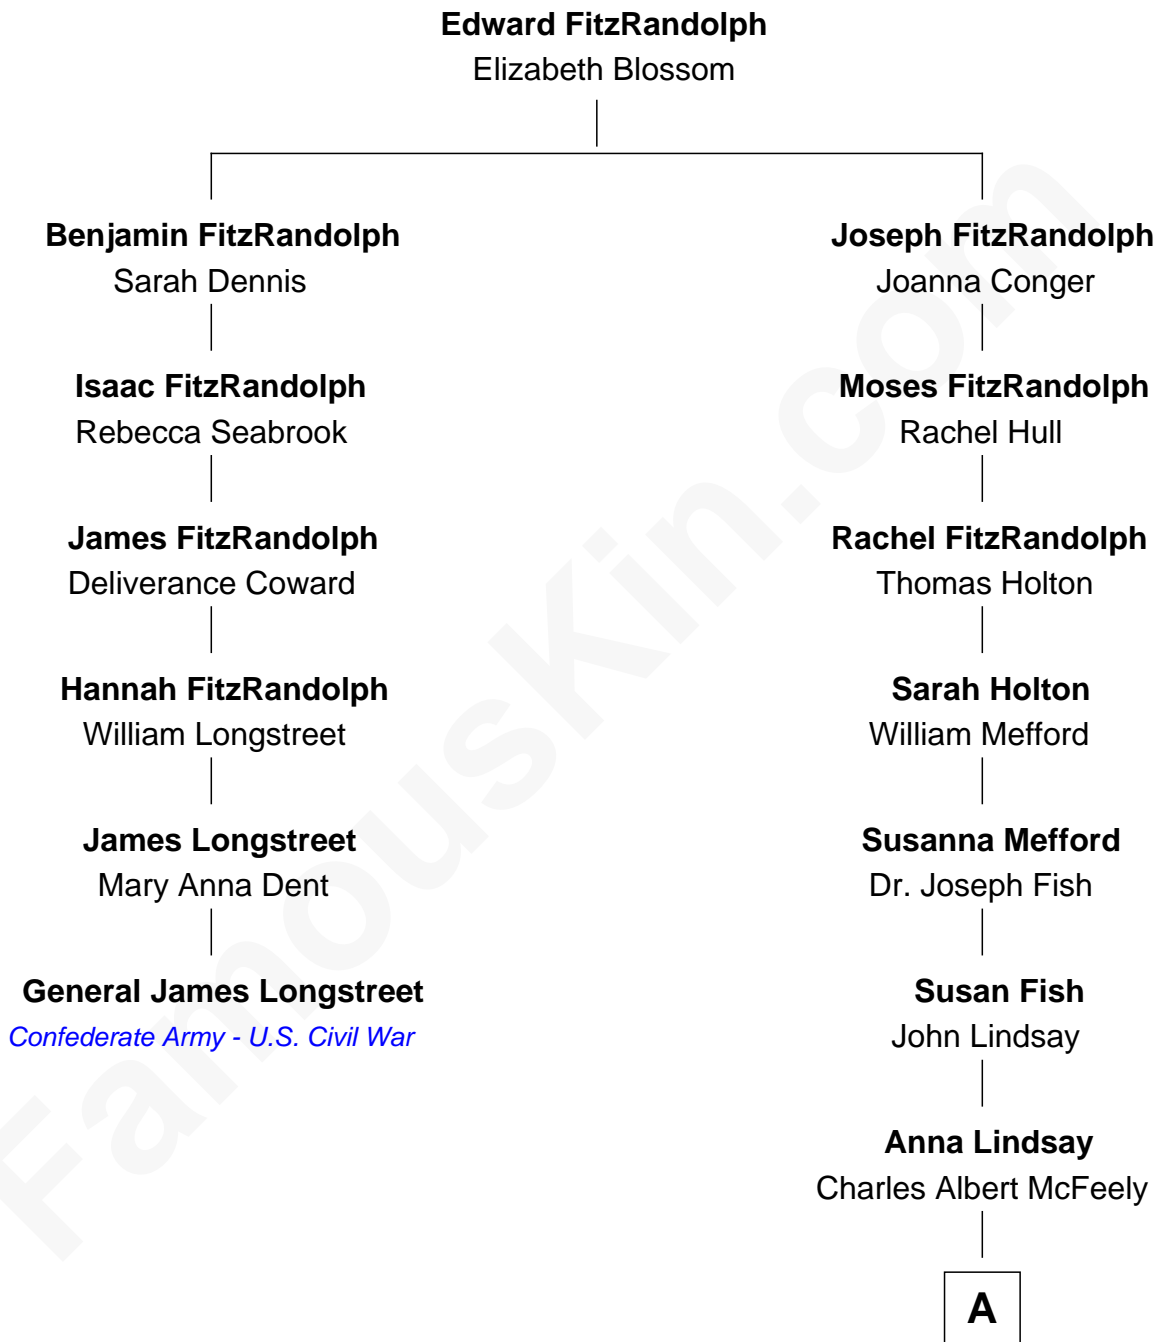 Edward FitzRandolph
Elizabeth Blossom
Benjamin FitzRandolph
Sarah Dennis
Joseph FitzRandolph
Joanna Conger
Isaac FitzRandolph
Rebecca Seabrook
Moses FitzRandolph
Rachel Hull
James FitzRandolph
Deliverance Coward
Rachel FitzRandolph
Thomas Holton
Hannah FitzRandolph
William Longstreet
Sarah Holton
William Mefford
James Longstreet
Mary Anna Dent
Susanna Mefford
Dr. Joseph Fish
General James Longstreet
Confederate Army - U.S. Civil War
Susan Fish
John Lindsay
Anna Lindsay
Charles Albert McFeely
A
FamousKin.com